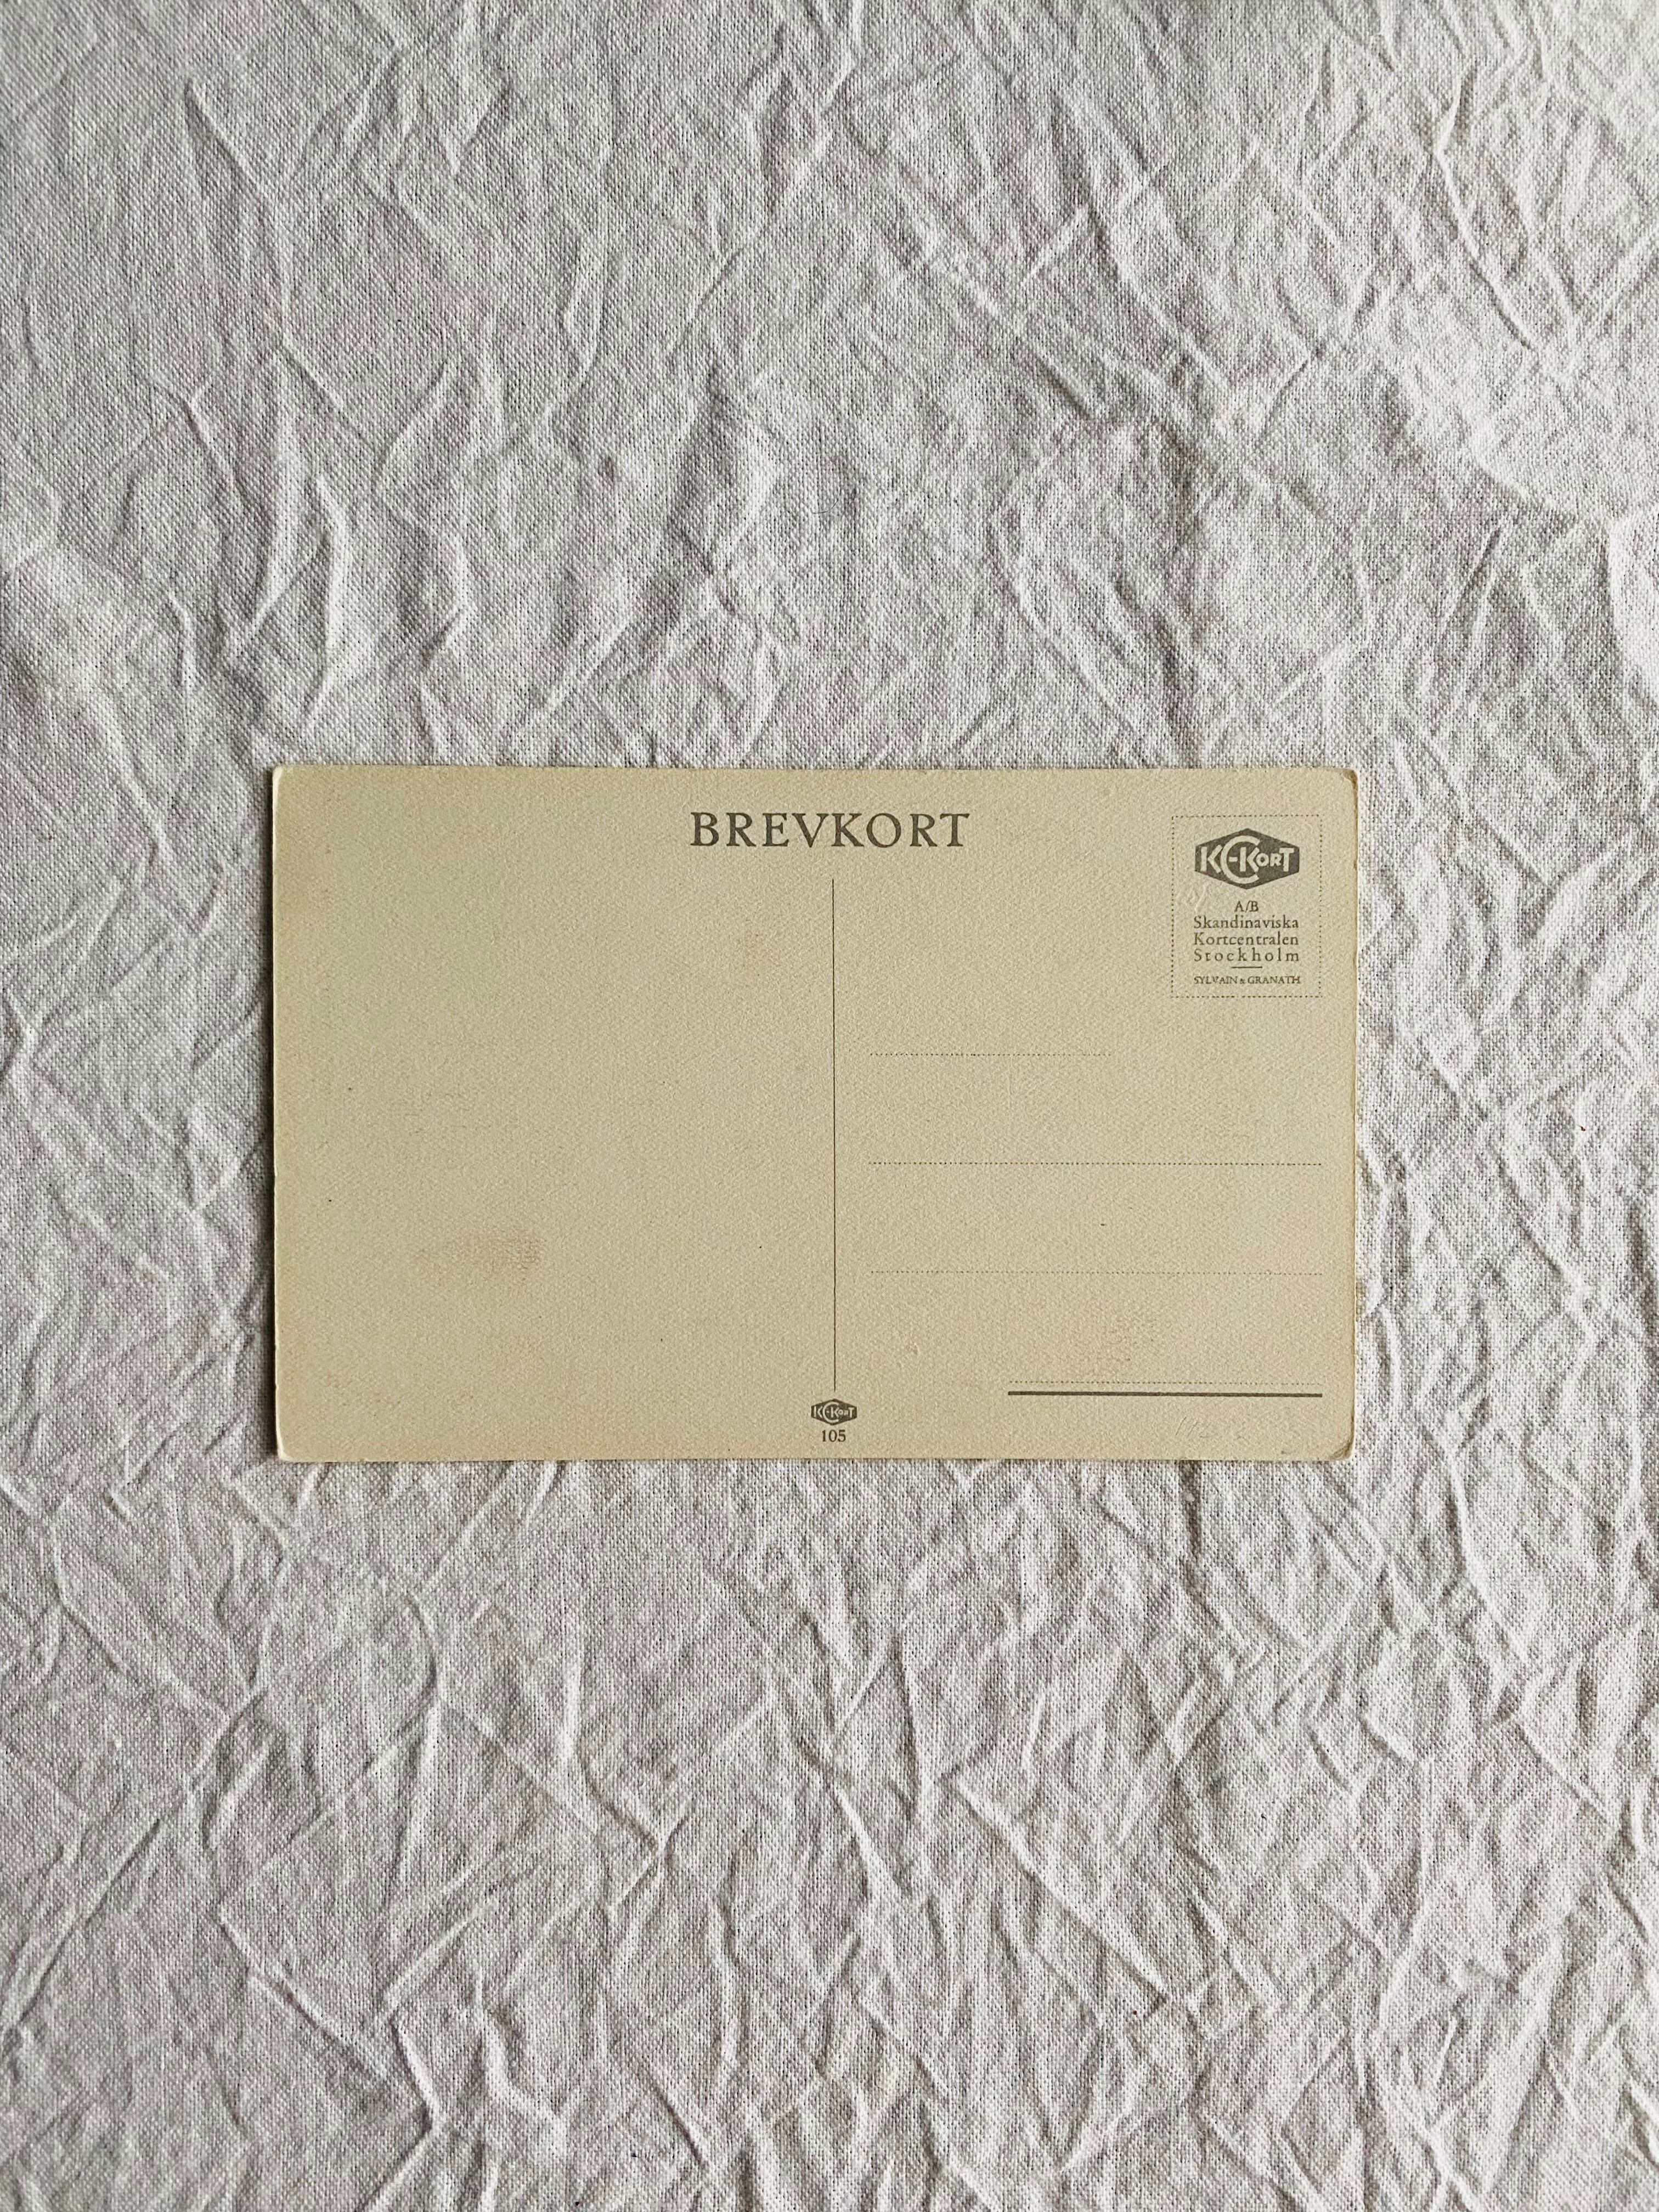 BREVKORT
KC-KORT
A/B
Skandinaviska
Kortcentralen
Stockholm
SYLVAIN & GRANATH
KC-KORT
105